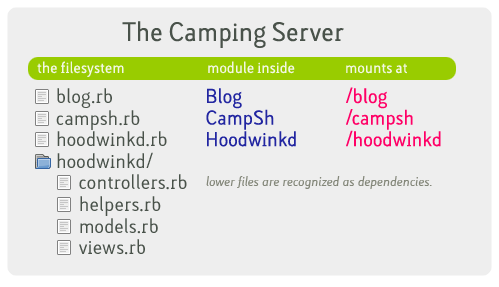 The Camping Server
the filesystem module inside mounts at
blog.rb Blog /blog
campsh.rb CampSh /campsh
hoodwinkd.rb Hoodwinkd /hoodwinkd
hoodwinkd/
controllers.rb lower files are recognized as dependencies.
helpers.rb
models.rb
views.rb